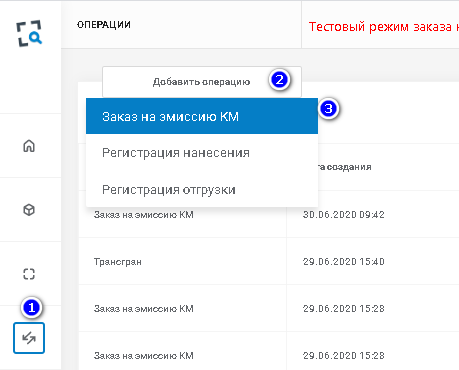 ОПЕРАЦИИ
Тестовый режим заказа
Добавить операцию 2
Заказ на эмиссию КМ 3
Регистрация нанесения
та создания
Регистрация отгрузки
Заказ на эмиссию КМ 30.06.2020 09:42
Трансгран 29.06.2020 15:40
1
Заказ на эмиссию КМ 29.06.2020 15:28
Заказ на эмиссию КМ 29.06.2020 15:28